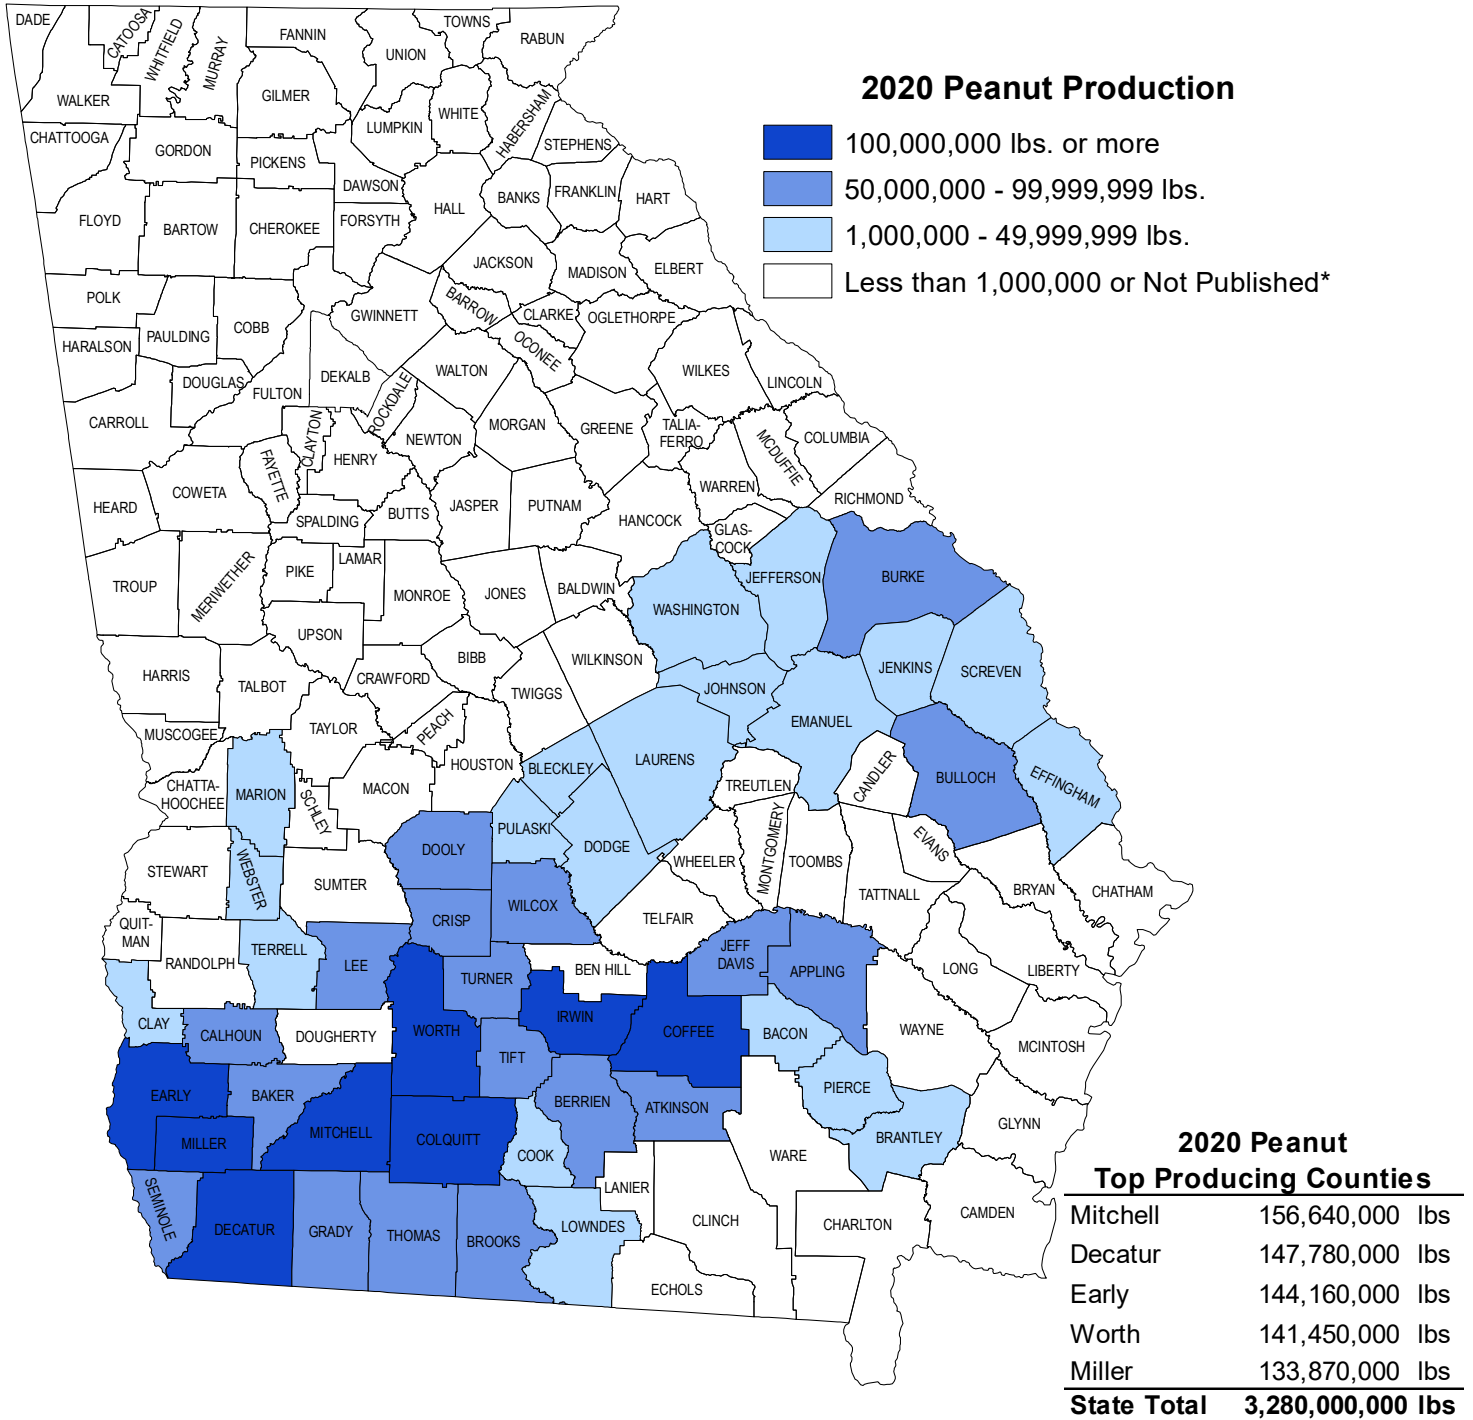 DADE
CATOOSA
WHITFIELD
MURRAY
FANNIN
UNION
TOWNS
RABUN
WALKER
GILMER
LUMPKIN
WHITE
HABERSHAM
STEPHENS
CHATTOOGA
GORDON
PICKENS
DAWSON
HALL
BANKS
FRANKLIN
HART
FLOYD
BARTOW
CHEROKEE
FORSYTH
JACKSON
MADISON
ELBERT
POLK
PAULDING
COBB
GWINNETT
BARROW
CLARKE
OGLETHORPE
OCONEE
HARALSON
DOUGLAS
FULTON
DEKALB
ROCKDALE
WALTON
WILKES
LINCOLN
CARROLL
CLAYTON
HENRY
NEWTON
MORGAN
GREENE
TALIA-
FERRO
MCDUFFIE
COLUMBIA
FAYETTE
HEARD
COWETA
SPALDING
BUTTS
JASPER
PUTNAM
HANCOCK
WARREN
RICHMOND
GLAS-
COCK
TROUP
MERIWETHER
PIKE
LAMAR
MONROE
JONES
BALDWIN
WASHINGTON
JEFFERSON
BURKE
UPSON
BIBB
WILKINSON
HARRIS
TALBOT
CRAWFORD
TWIGGS
JOHNSON
EMANUEL
JENKINS
SCREVEN
MUSCOGEE
TAYLOR
PEACH
HOUSTON
BLECKLEY
LAURENS
TREUTLEN
CANDLER
BULLOCH
EFFINGHAM
CHATTA-
HOOCHEE
MARION
SCHLEY
MACON
PULASKI
DODGE
DOOLY
WHEELER
MONTGOMERY
TOOMBS
EVANS
STEWART
WEBSTER
SUMTER
TATTNALL
BRYAN
CHATHAM
QUIT-
MAN
CRISP
WILCOX
TELFAIR
RANDOLPH
TERRELL
LEE
TURNER
BEN HILL
JEFF
DAVIS
APPLING
LONG
LIBERTY
CLAY
CALHOUN
DOUGHERTY
WORTH
IRWIN
COFFEE
BACON
WAYNE
MCINTOSH
TIFT
EARLY
BAKER
MITCHELL
BERRIEN
ATKINSON
PIERCE
MILLER
COLQUITT
COOK
WARE
BRANTLEY
GLYNN
SEMINOLE
DECATUR
GRADY
THOMAS
BROOKS
LOWNDES
LANIER
CLINCH
CHARLTON
CAMDEN
ECHOLS
2020 Peanut Production
100,000,000 lbs. or more
50,000,000 - 99,999,999 lbs.
1,000,000 - 49,999,999 lbs.
Less than 1,000,000 or Not Published*
2020 Peanut
Top Producing Counties
Mitchell 156,640,000 lbs
Decatur 147,780,000 lbs
Early 144,160,000 lbs
Worth 141,450,000 lbs
Miller 133,870,000 lbs
State Total 3,280,000,000 lbs